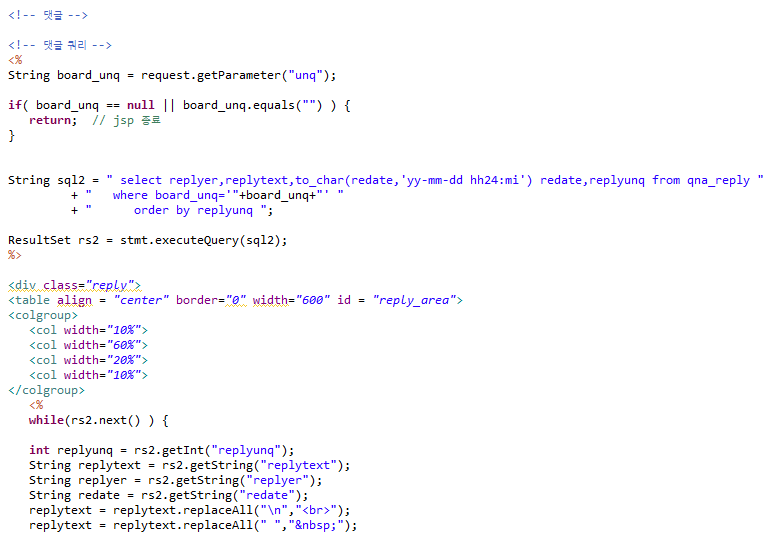 <!-- 댓글 -->
<!-- 댓글 쿼리 -->
<%
String board_unq = request.getParameter("unq");
if( board_unq == null || board_unq.equals("") ) {
return;  // jsp 종료
}
String sql2 = " select replyer,replytext,to_char(redate,'yy-mm-dd hh24:mi') redate,replyunq from qna_reply "
+ "   where board_unq='"+board_unq+"' "
+ "      order by replyunq ";
ResultSet rs2 = stmt.executeQuery(sql2);
%>
<div class="reply">
<table align = "center" border="0" width="600" id = "reply_area">
<colgroup>
<col width="10%">
<col width="60%">
<col width="20%">
<col width="10%">
</colgroup>
<%
while(rs2.next() ) {
int replyunq = rs2.getInt("replyunq");
String replytext = rs2.getString("replytext");
String replyer = rs2.getString("replyer");
String redate = rs2.getString("redate");
replytext = replytext.replaceAll("\n","<br>");
replytext = replytext.replaceAll(" ","&nbsp;");